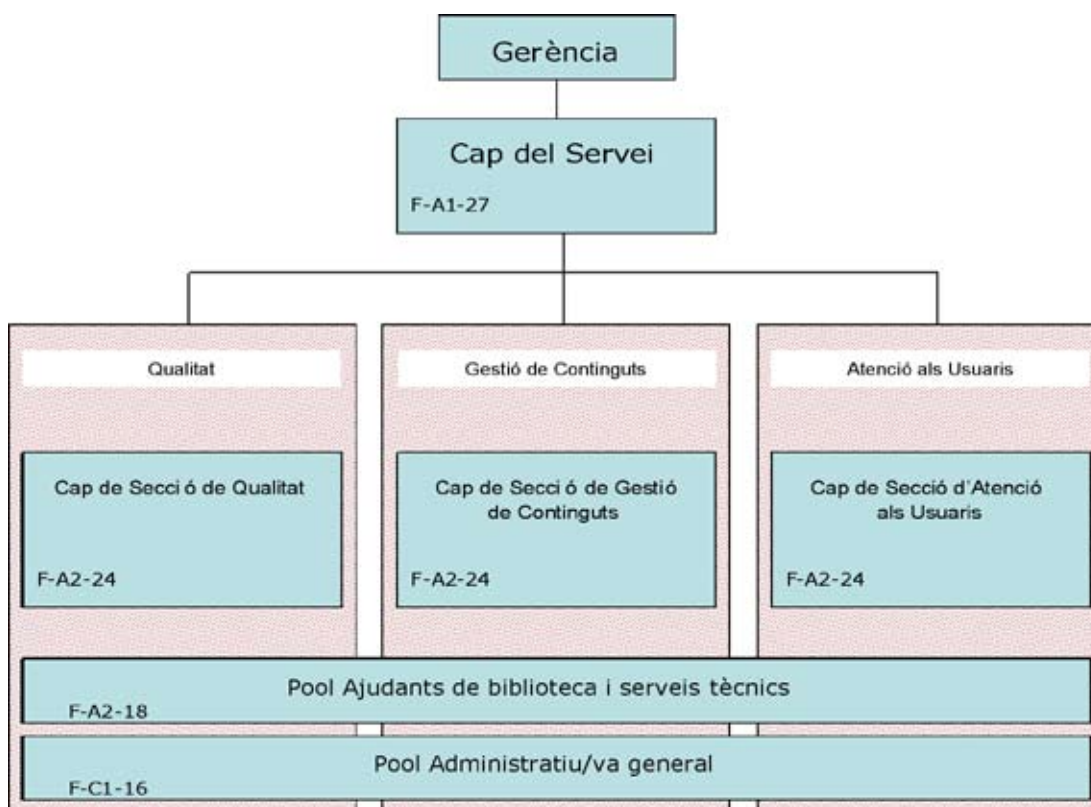 Gerència
Cap del Servei
F-A1-27
Qualitat
Gestió de Continguts
Atenció als Usuaris
Cap de Secció de Qualitat
F-A2-24
Cap de Secció de Gestió
de Continguts
F-A2-24
Cap de Secció d'Atenció
als Usuaris
F-A2-24
Pool Ajudants de biblioteca i serveis tècnics
F-A2-18
Pool Administratiu/va general
F-C1-16